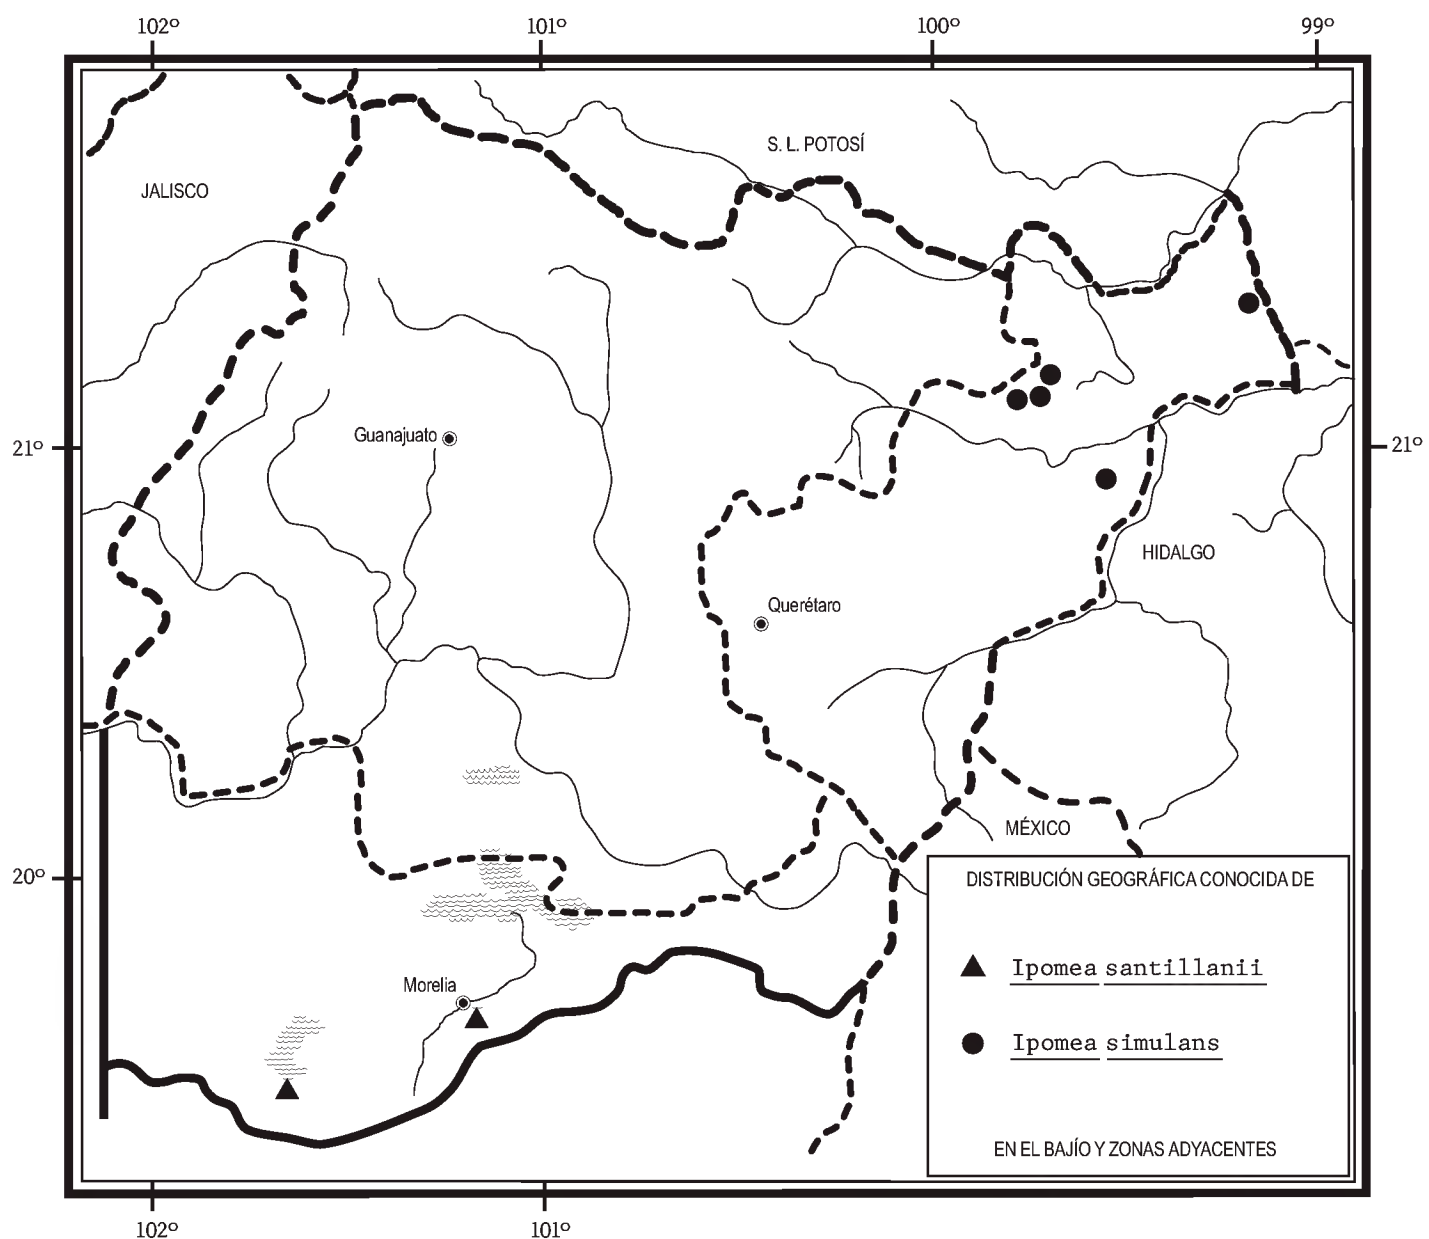 102º 101º 100º 99º
S. L. POTOSÍ
JALISCO
Guanajuato
21º 21º
HIDALGO
Querétaro
MÉXICO
20º
DISTRIBUCIÓN GEOGRÁFICA CONOCIDA DE
Ipomea santillanii
Morelia
Ipomea simulans
EN EL BAJÍO Y ZONAS ADYACENTES
102º 101º